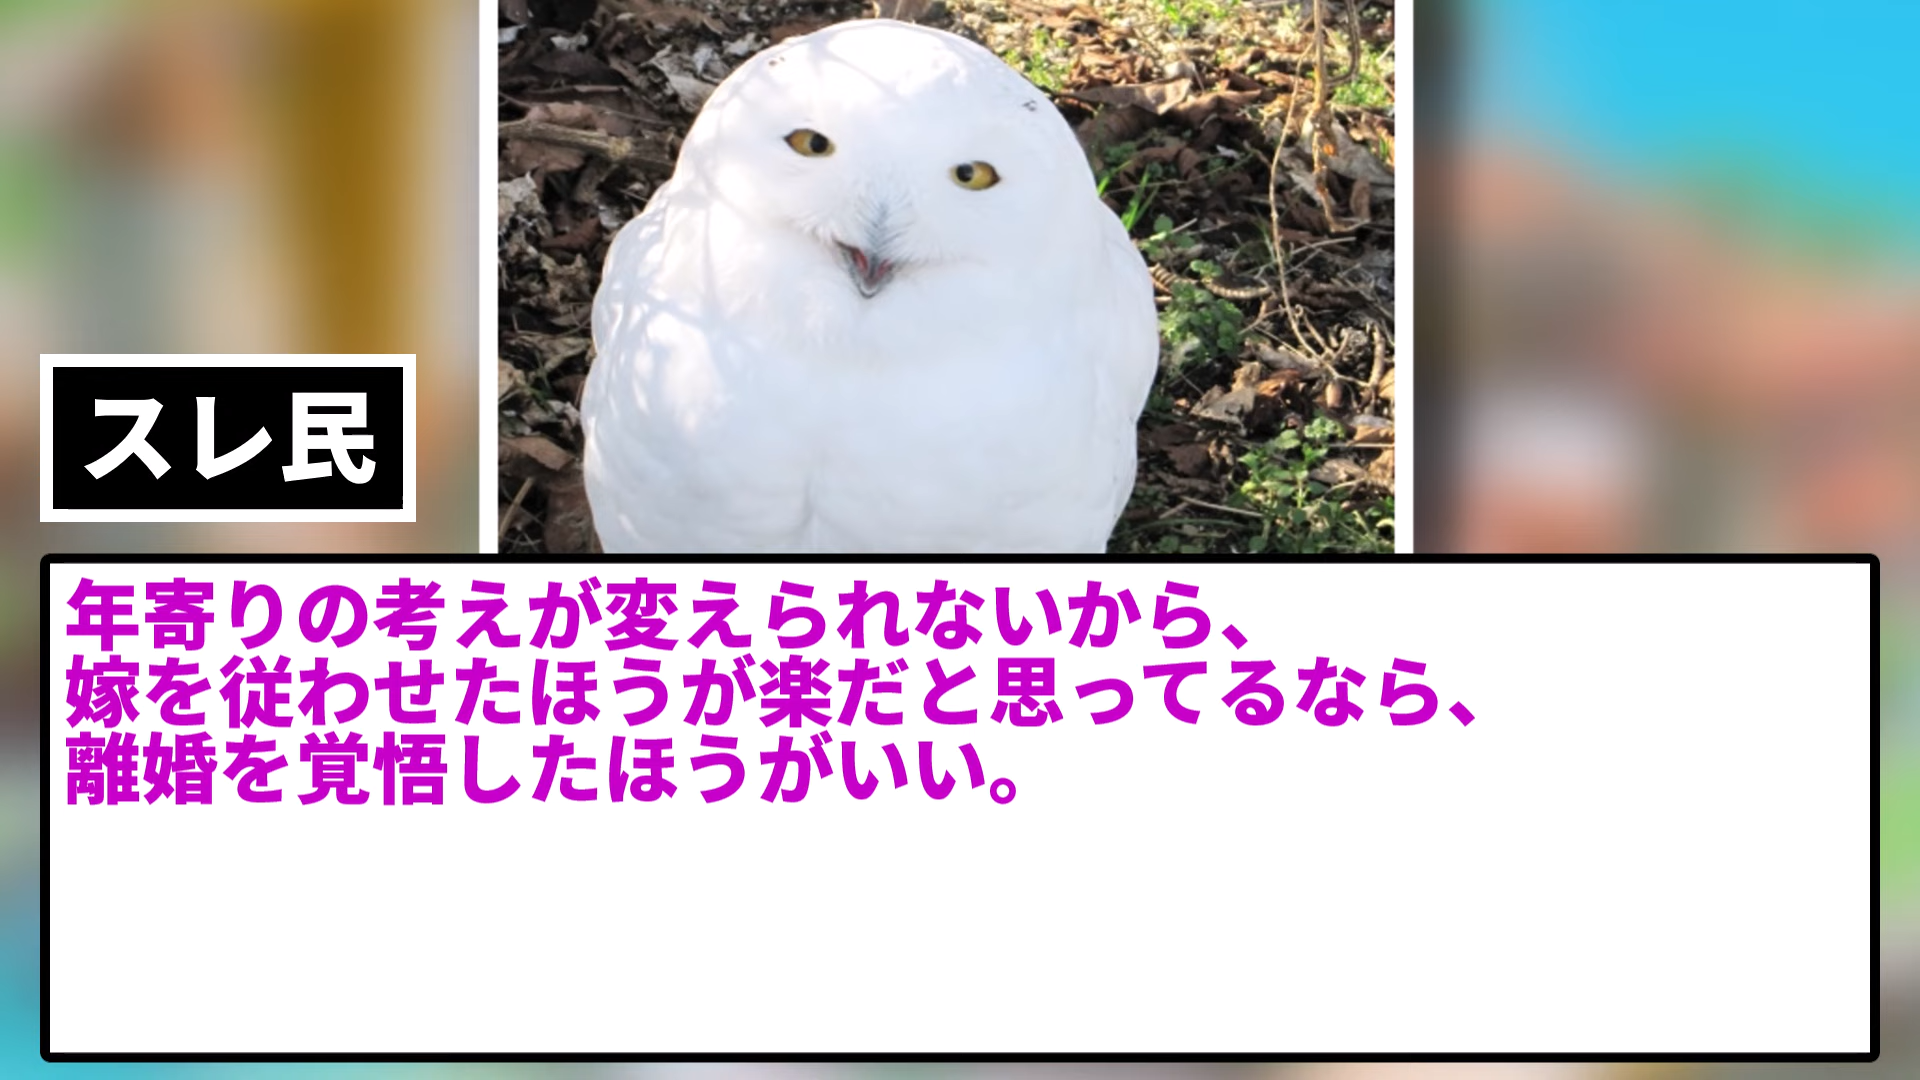 スレ民
年寄りの考えが変えられないから、
嫁を従わせたほうが楽だと思ってるなら、
離婚を覚悟したほうがいい。